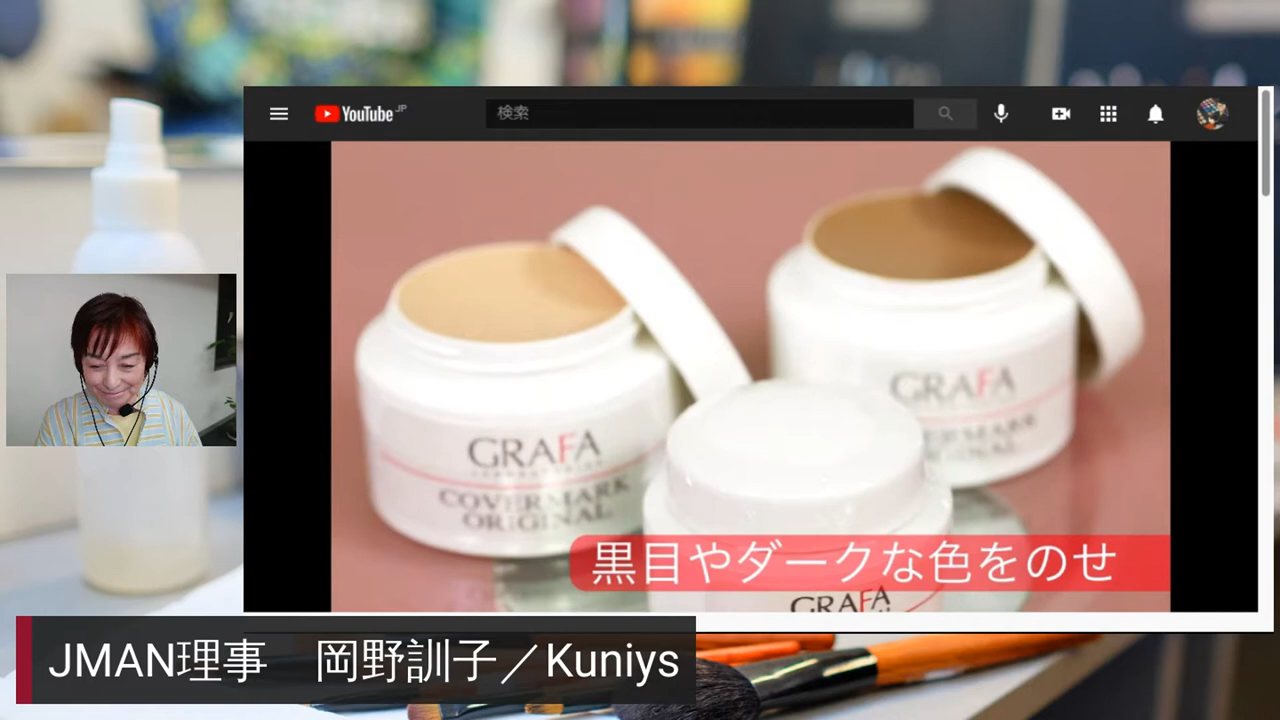 YouTube JP
検索
GRAFA
COVERMARK
ORIGINAL
GRAFA
ORIGINAL
黒目やダークな色をのせ
GRAFA
JMAN理事 岡野訓子／Kuniys